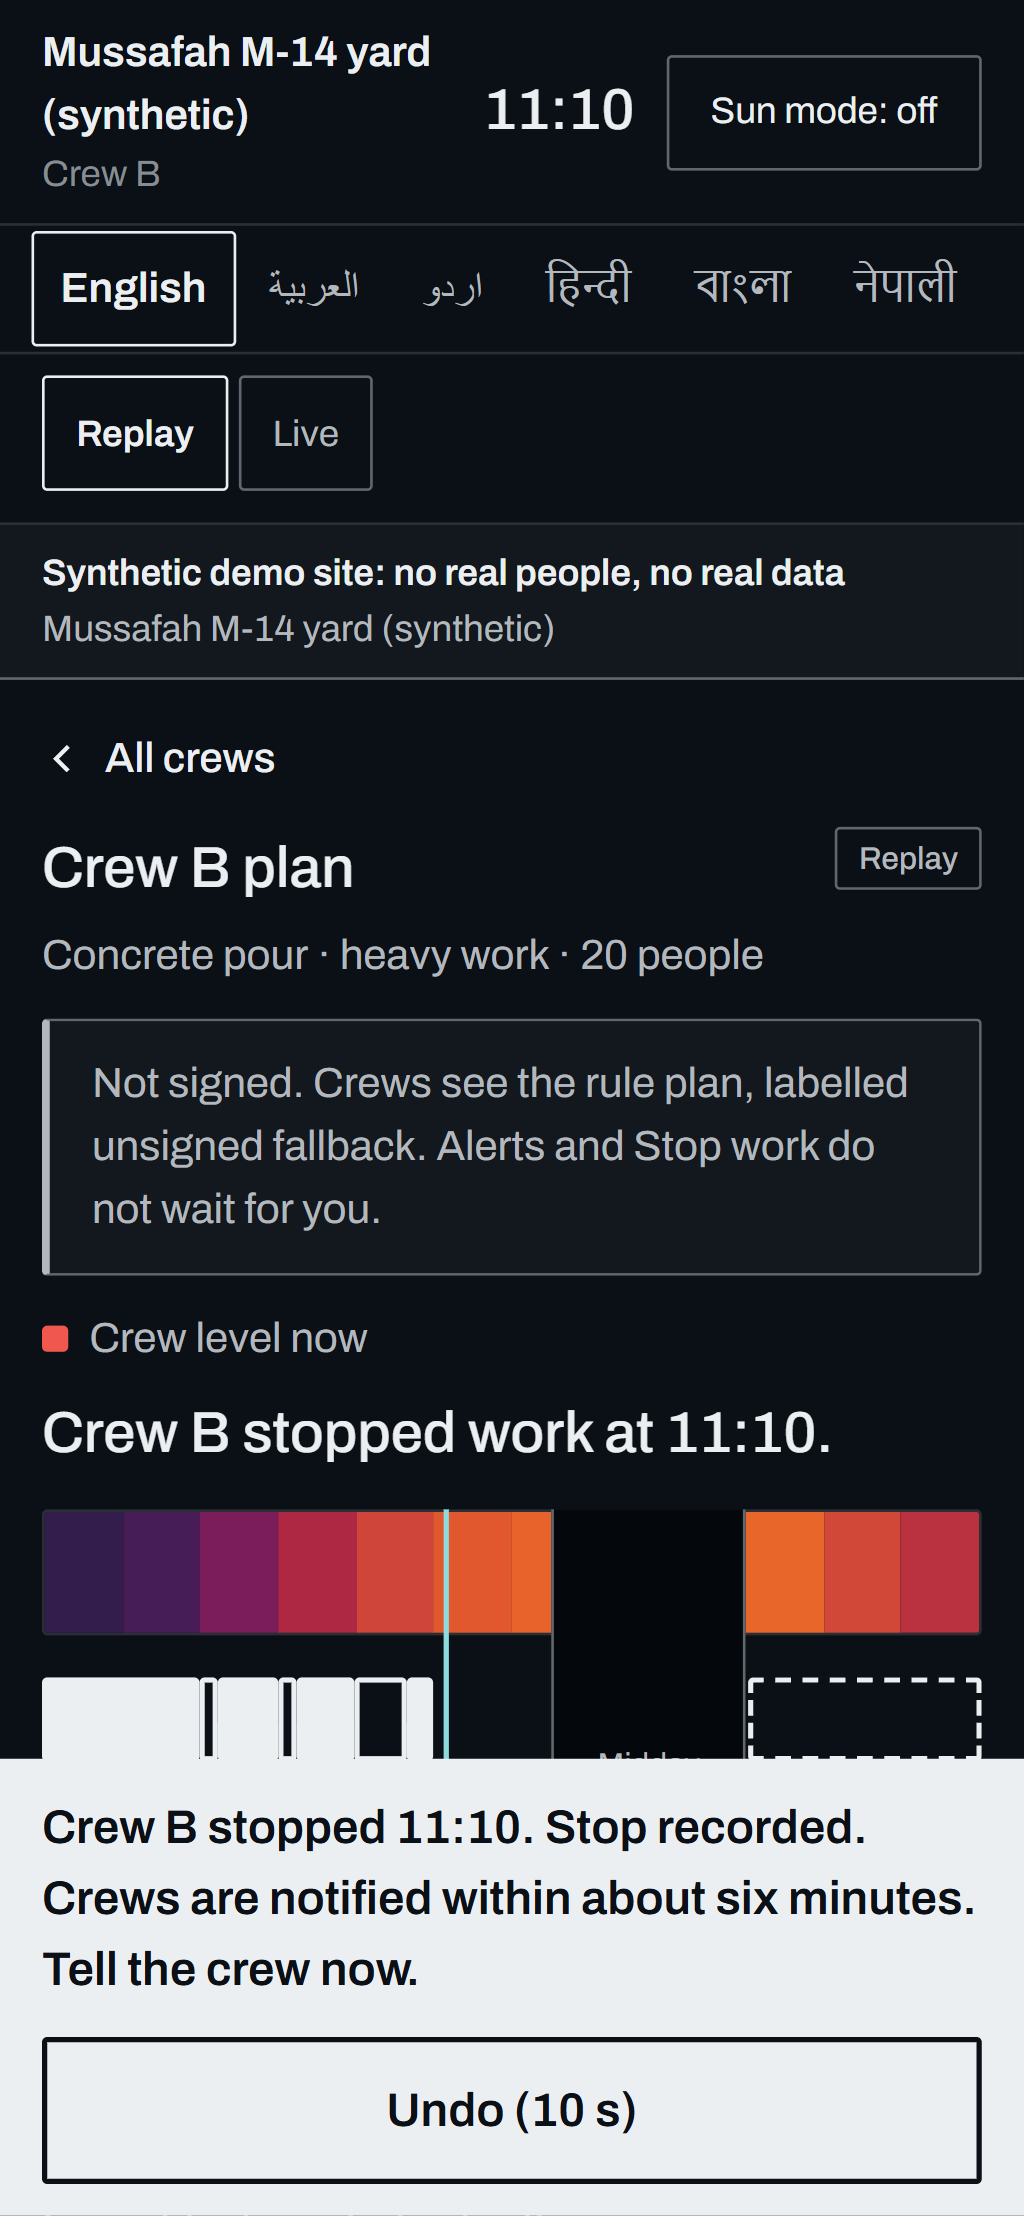 Mussafah M-14 yard
(synthetic)
Crew B
11:10
Sun mode: off
English
العربية
اردو
हिन्दी
বাংলা
नेपाली
Replay
Live
Synthetic demo site: no real people, no real data
Mussafah M-14 yard (synthetic)
All crews
Crew B plan
Replay
Concrete pour · heavy work · 20 people
Not signed. Crews see the rule plan, labelled
unsigned fallback. Alerts and Stop work do
not wait for you.
Crew level now
Crew B stopped work at 11:10.
Crew B stopped 11:10. Stop recorded.
Crews are notified within about six minutes.
Tell the crew now.
Undo (10 s)